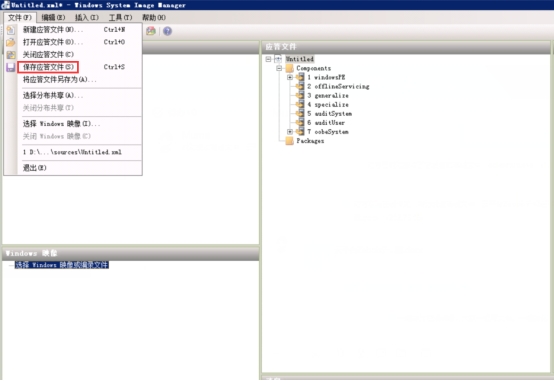 Untitled.xml* - Windows System Image Manager
文件(F) 编辑(E) 插入(I) 工具(T) 帮助(H)
新建应答文件(N)... Ctrl+N
打开应答文件(O)... Ctrl+O
关闭应答文件(C)
保存应答文件(S) Ctrl+S
将应答文件另存为(A)...
选择分布共享(A)...
关闭分布共享(T)
选择 Windows 映像(I)...
关闭 Windows 映像(E)
1 D:\...\sources\Untitled.xml
退出(X)
应答文件
Untitled
Components
1 windowsPE
2 offlineServicing
3 generalize
4 specialize
5 auditSystem
6 auditUser
7 oobeSystem
Packages
Windows 映像
选择 Windows 映像或编录文件